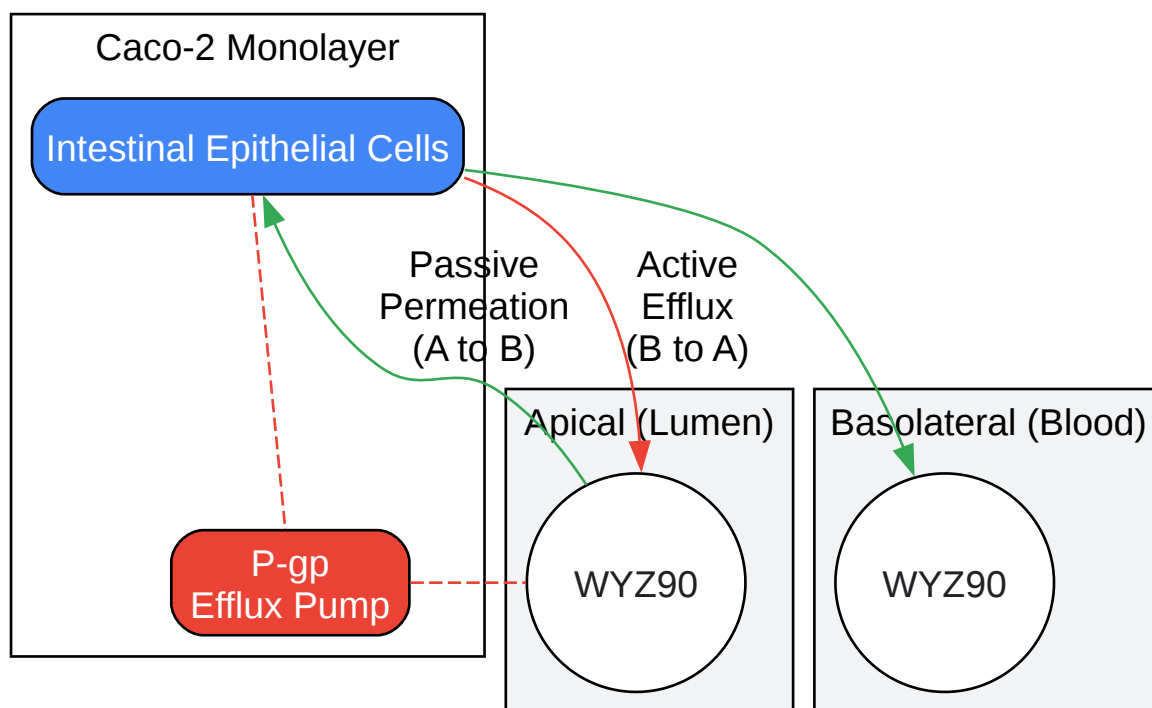 Caco-2 Monolayer
Intestinal Epithelial Cells
Passive
Permeation
(A to B)
Active
Efflux
(B to A)
Apical (Lumen)
Basolateral (Blood)
P-gp
Efflux Pump
WYZ90
WYZ90